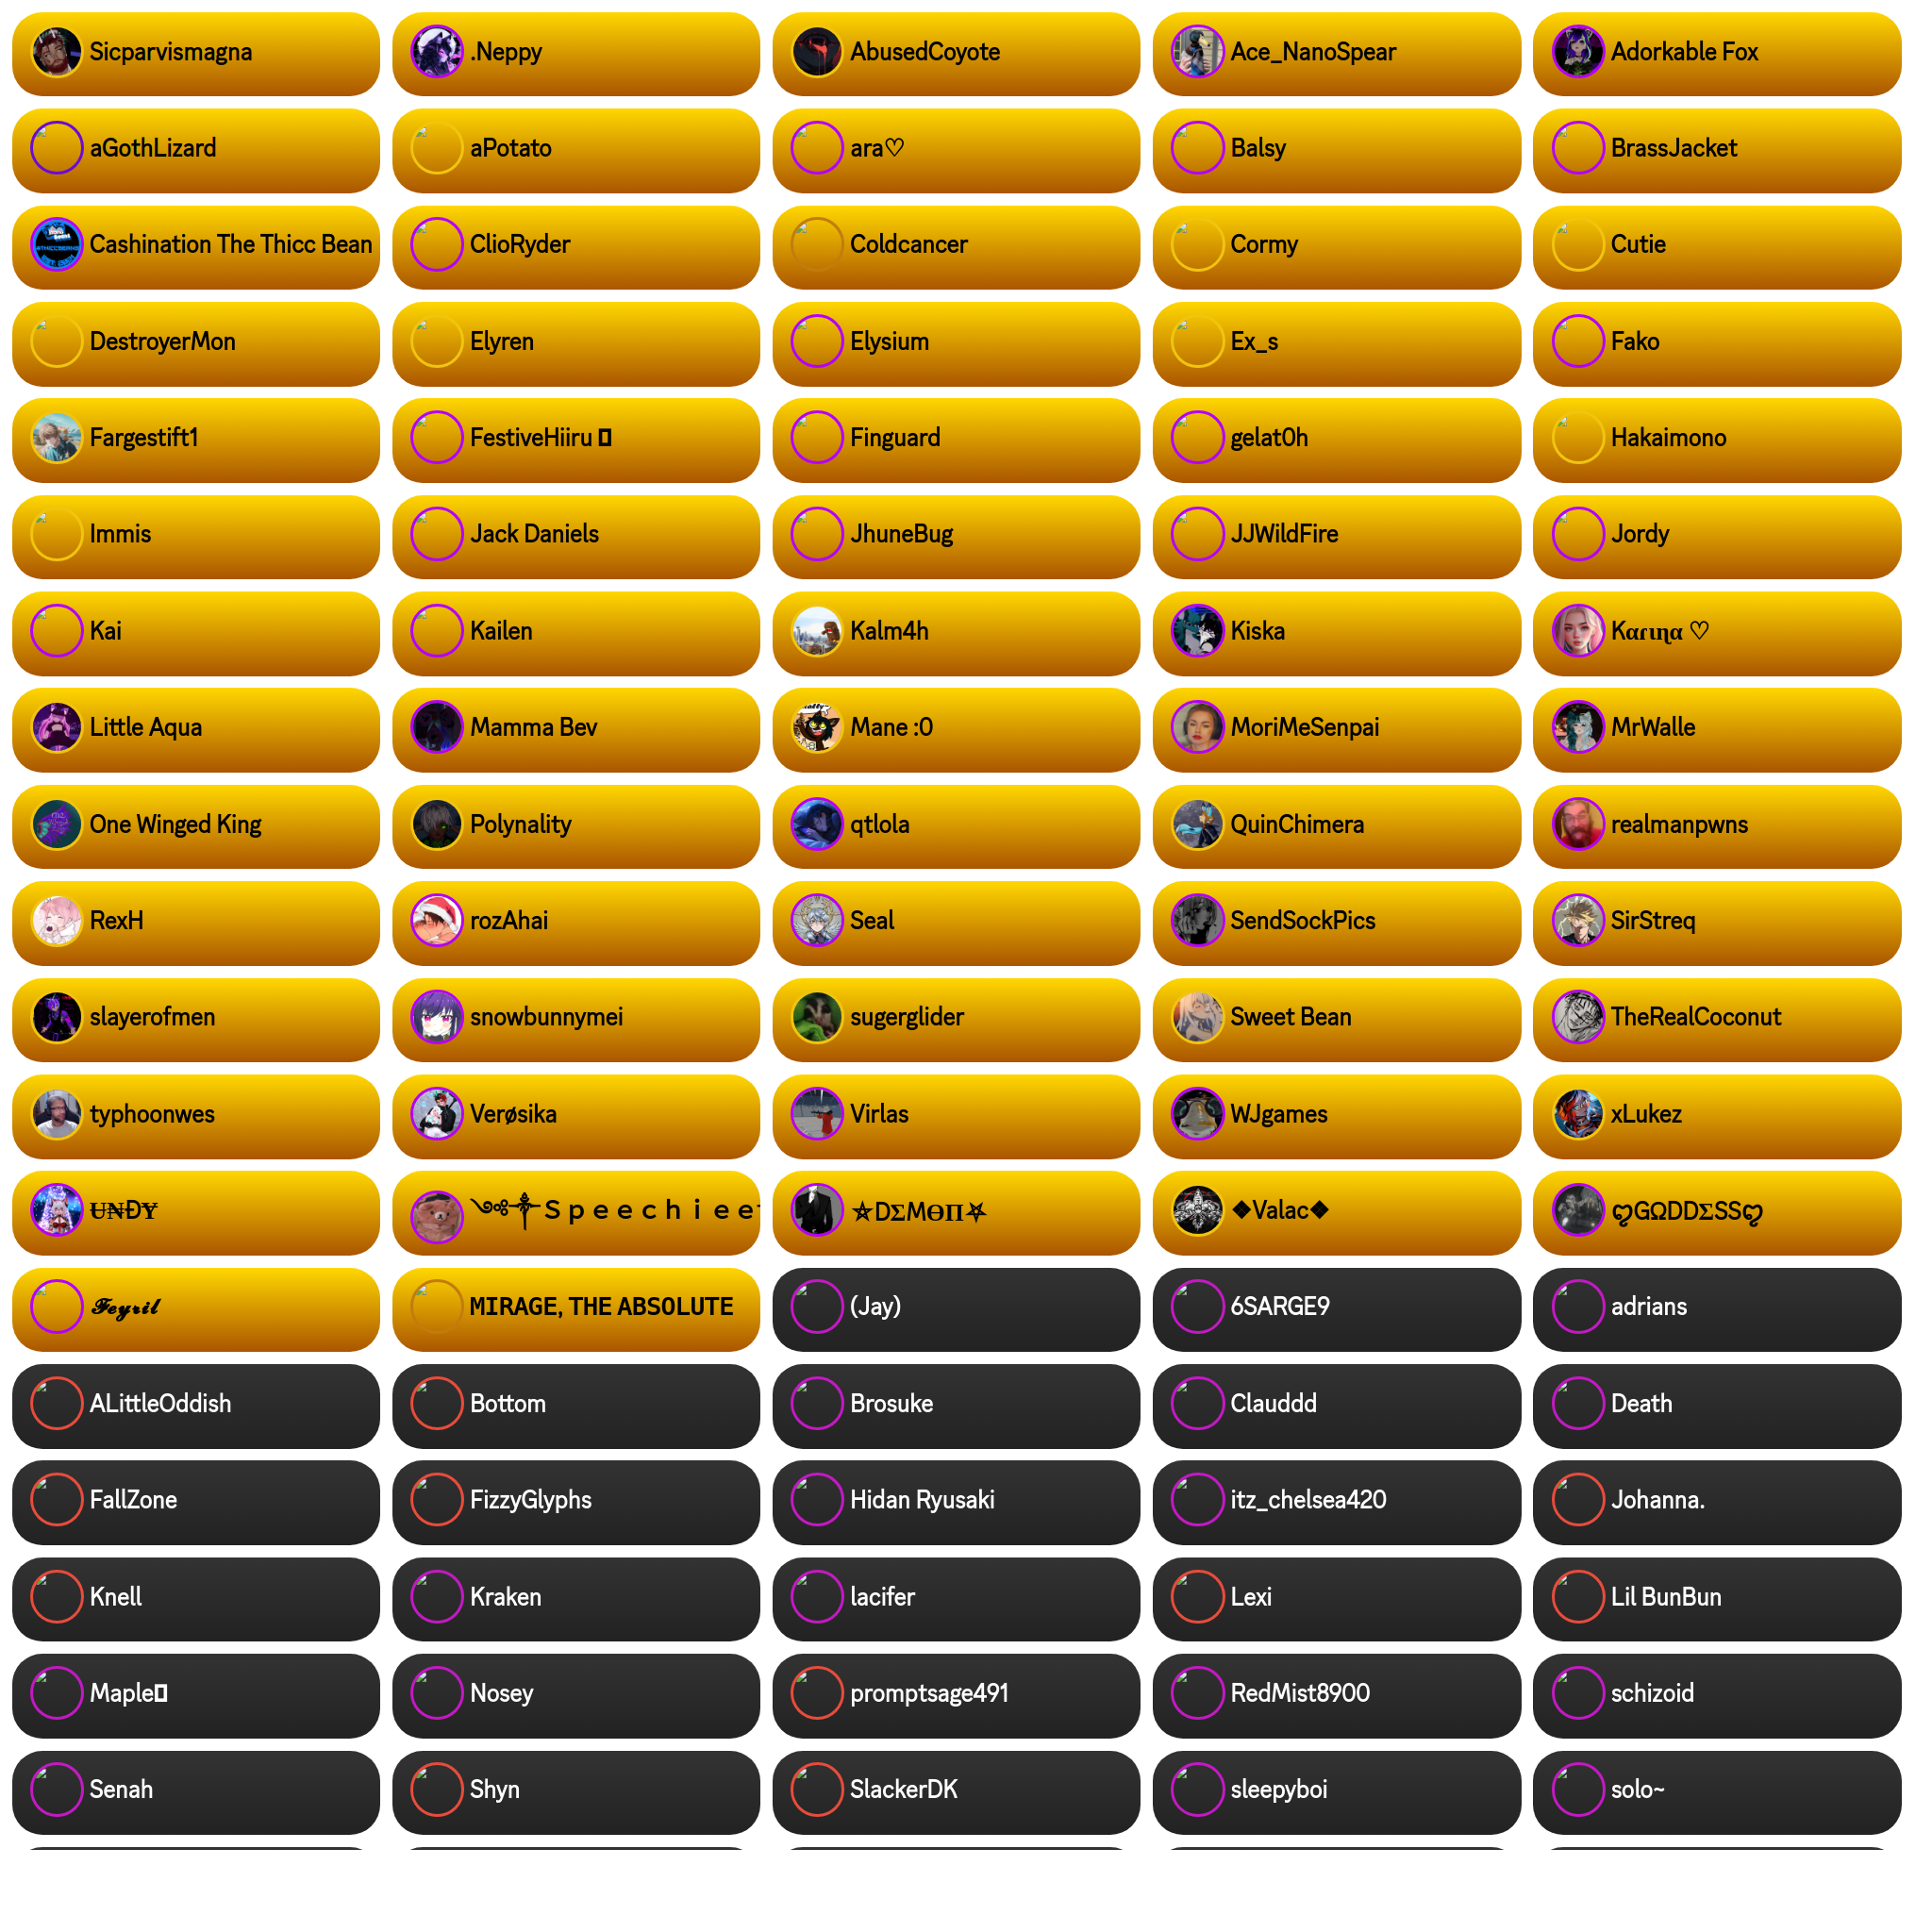 Sicparvismagna
.Neppy
AbusedCoyote
Ace_NanoSpear
Adorkable Fox
aGothLizard
aPotato
ara♡
Balsy
BrassJacket
Cashination The Thicc Bean
ClioRyder
Coldcancer
Cormy
Cutie
DestroyerMon
Elyren
Elysium
Ex_s
Fako
Fargestift1
FestiveHiiru
Finguard
gelat0h
Hakaimono
Immis
Jack Daniels
JhuneBug
JJWildFire
Jordy
Kai
Kailen
Kalm4h
Kiska
Kαɾιɳα ♡
Little Aqua
Mamma Bev
Mane :0
MoriMeSenpai
MrWalle
One Winged King
Polynality
qtlola
QuinChimera
realmanpwns
RexH
rozAhai
Seal
SendSockPics
SirStreq
slayerofmen
snowbunnymei
sugerglider
Sweet Bean
TheRealCoconut
typhoonwes
Verøsika
Virlas
WJgames
xLukez
U̶N̶ĐɎ
༺༒Ｓｐｅｅｃｈｉｅｅ
⛤DΣMӨΠ⛧
❖Valac❖
ღGΩDDΣSSღ
𝓕𝓮𝔂𝓻𝓲𝓵
MIRAGE, THE ABSOLUTE
(Jay)
6SARGE9
adrians
ALittleOddish
Bottom
Brosuke
Clauddd
Death
FallZone
FizzyGlyphs
Hidan Ryusaki
itz_chelsea420
Johanna.
Knell
Kraken
lacifer
Lexi
Lil BunBun
Maple
Nosey
promptsage491
RedMist8900
schizoid
Senah
Shyn
SlackerDK
sleepyboi
solo~